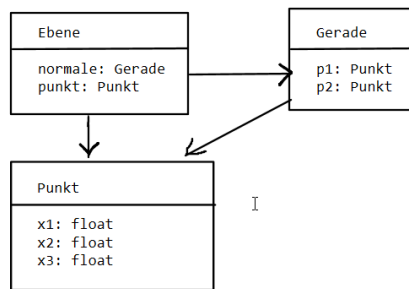 Ebene
normale: Gerade
punkt: Punkt
Gerade
p1: Punkt
p2: Punkt
Punkt
x1: float
x2: float
x3: float